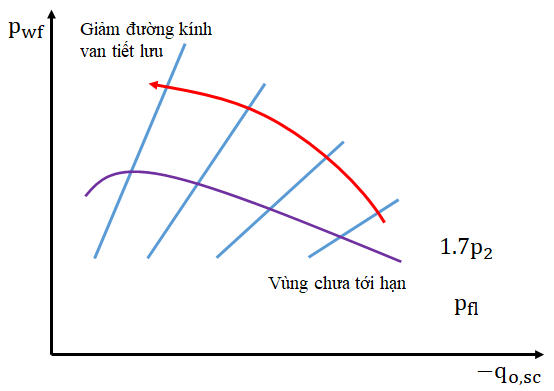 p_wf
Giảm đường kính
van tiết lưu
1.7p₂
Vùng chưa tới hạn
p_fl
−q_o,sc